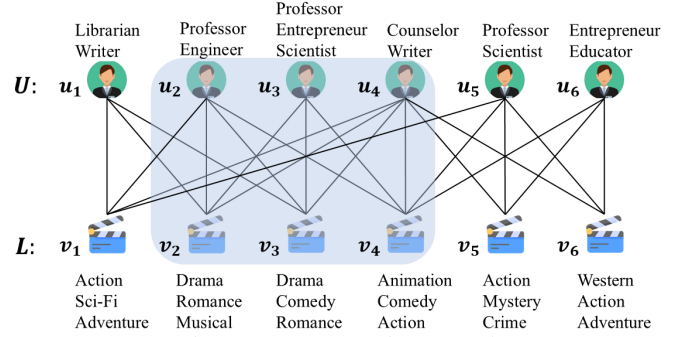 Librarian
Writer
Professor
Engineer
Professor
Entrepreneur
Scientist
Counselor
Writer
Professor
Scientist
Entrepreneur
Educator
U: u1 u2 u3 u4 u5 u6
L: v1 v2 v3 v4 v5 v6
Action
Sci-Fi
Adventure
Drama
Romance
Musical
Drama
Comedy
Romance
Animation
Comedy
Action
Action
Mystery
Crime
Western
Action
Adventure